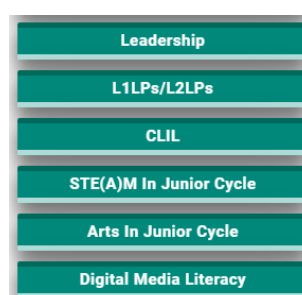 Leadership
L1LPs/L2LPs
CLIL
STE(A)M In Junior Cycle
Arts In Junior Cycle
Digital Media Literacy